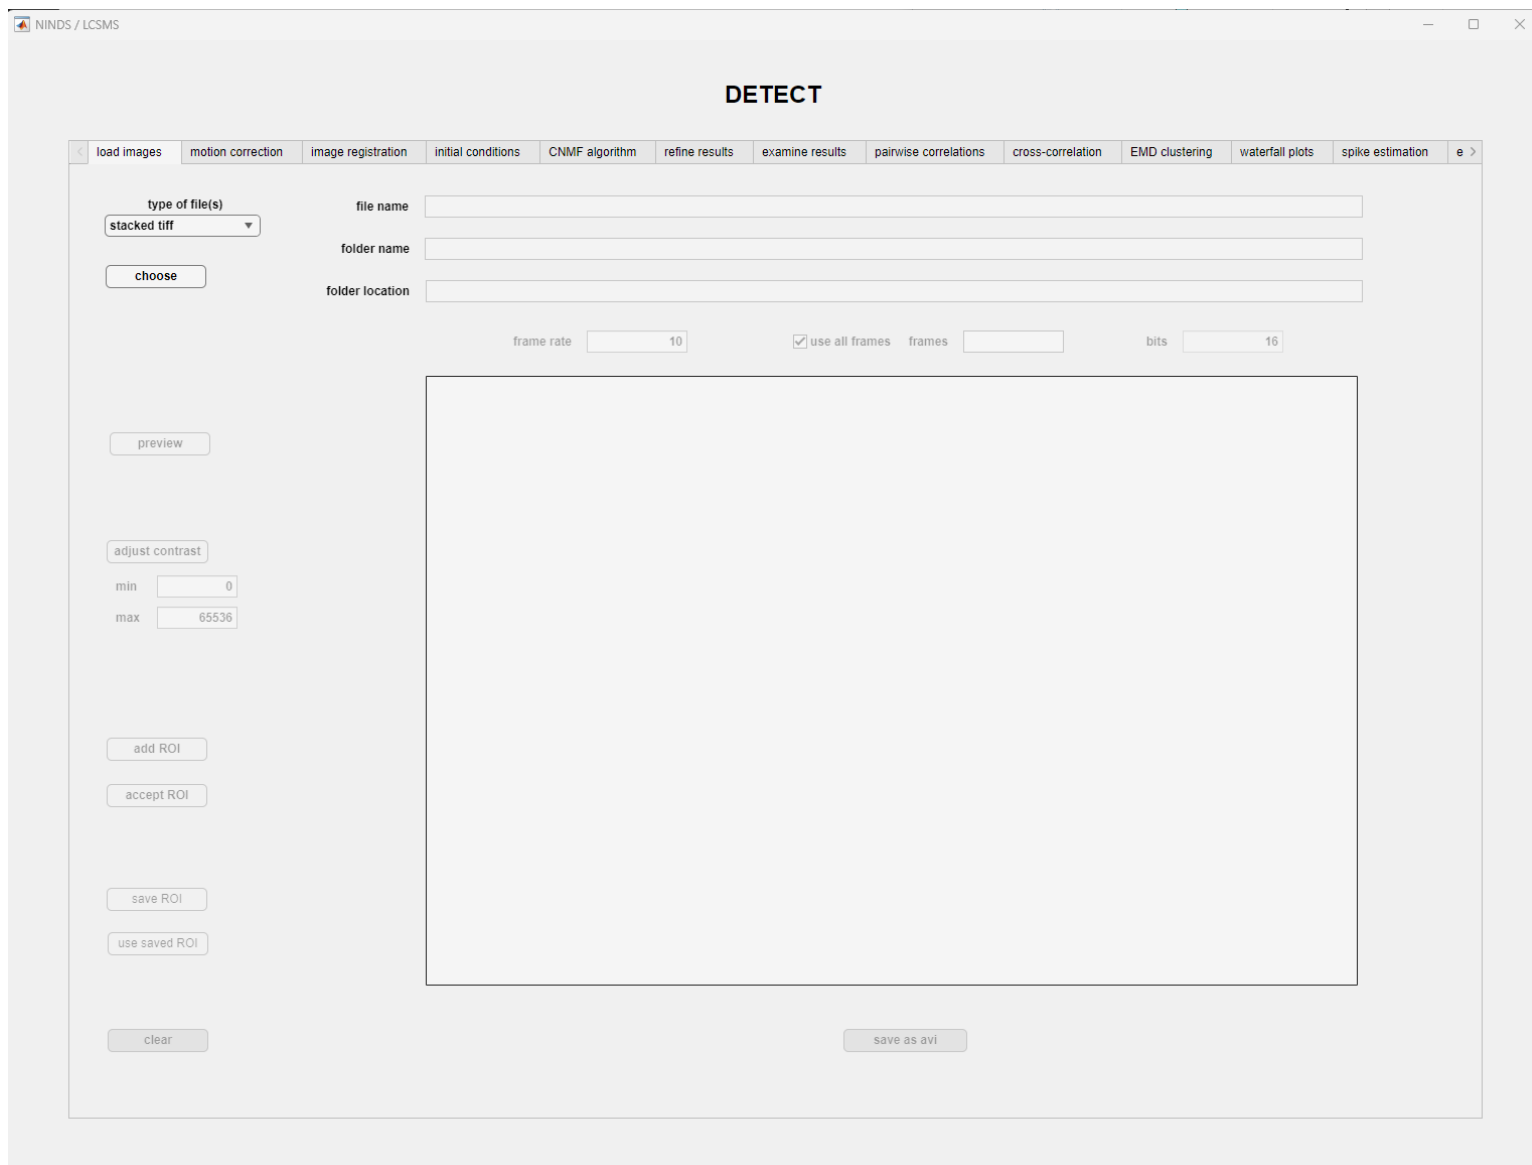 NINDS / LCSMS
DETECT
load images motion correction image registration initial conditions CNMF algorithm refine results examine results pairwise correlations cross-correlation EMD clustering waterfall plots spike estimation e
type of file(s)
stacked tiff
file name
folder name
choose
folder location
frame rate 10 use all frames frames bits 16
preview
adjust contrast
min 0
max 65536
add ROI
accept ROI
save ROI
use saved ROI
clear save as avi